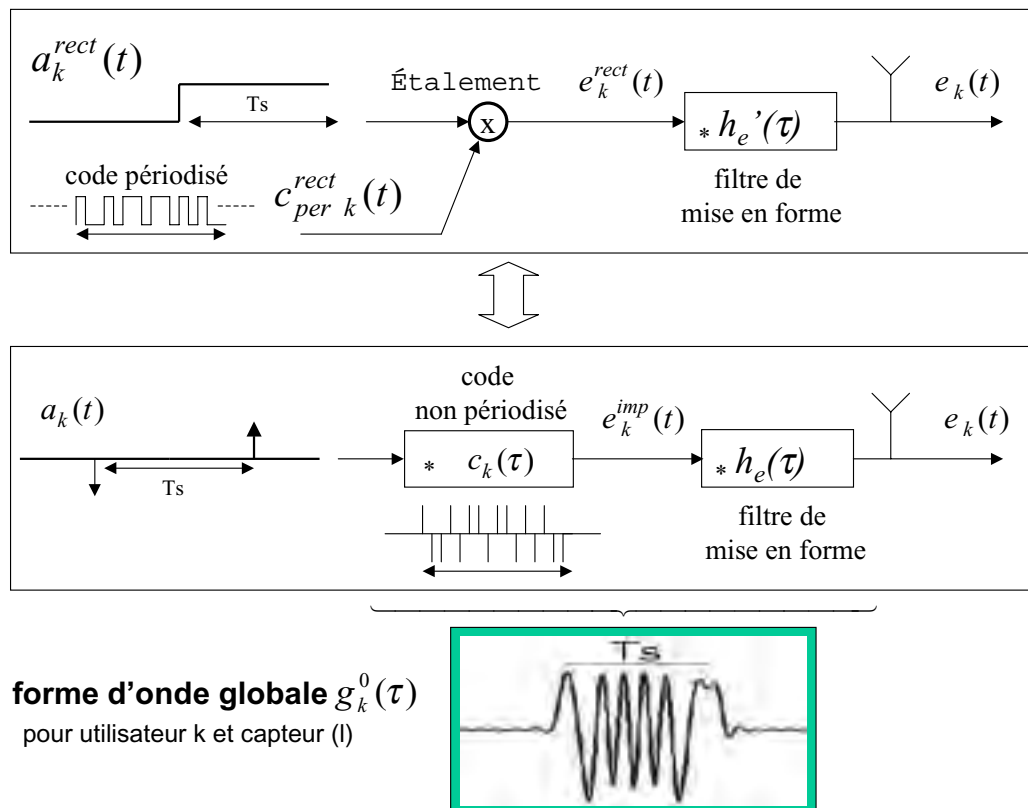 a_k^{rect}(t)
Ts
Étalement
x
e_k^{rect}(t)
* h_e’(τ)
e_k(t)
code périodisé
c_{per k}^{rect}(t)
filtre de
mise en forme
a_k(t)
Ts
code
non périodisé
* c_k(τ)
e_k^{imp}(t)
* h_e(τ)
e_k(t)
filtre de
mise en forme
Ts
forme d’onde globale g_k^0(τ)
pour utilisateur k et capteur (l)